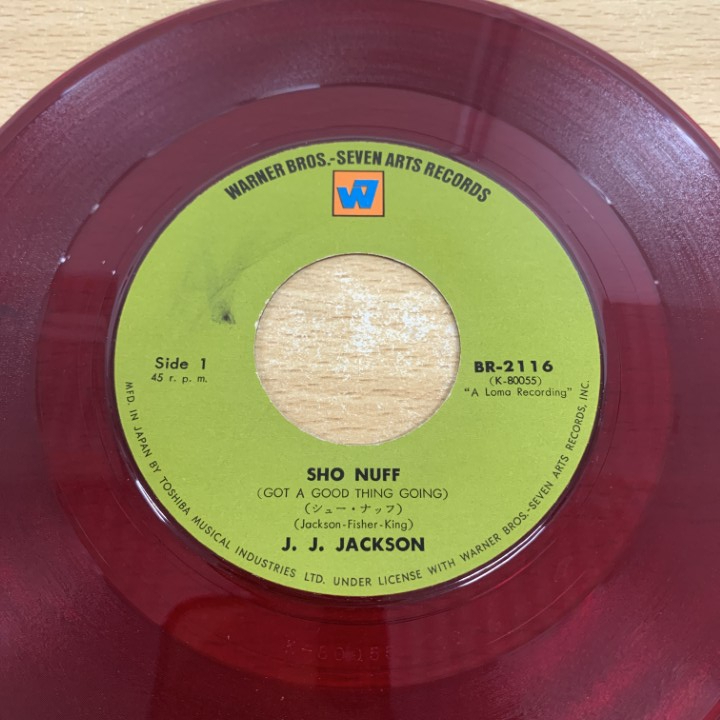 WARNER BROS.-SEVEN ARTS RECORDS
W7
Side 1
45 r. p. m.
BR-2116
(K-80055)
"A Loma Recording"
SHO NUFF
(GOT A GOOD THING GOING)
(シュー・ナッフ)
(Jackson-Fisher-King)
J. J. JACKSON
MFD. IN JAPAN BY TOSHIBA MUSICAL INDUSTRIES LTD. UNDER LICENSE WITH WARNER BROS.-SEVEN ARTS RECORDS, INC.